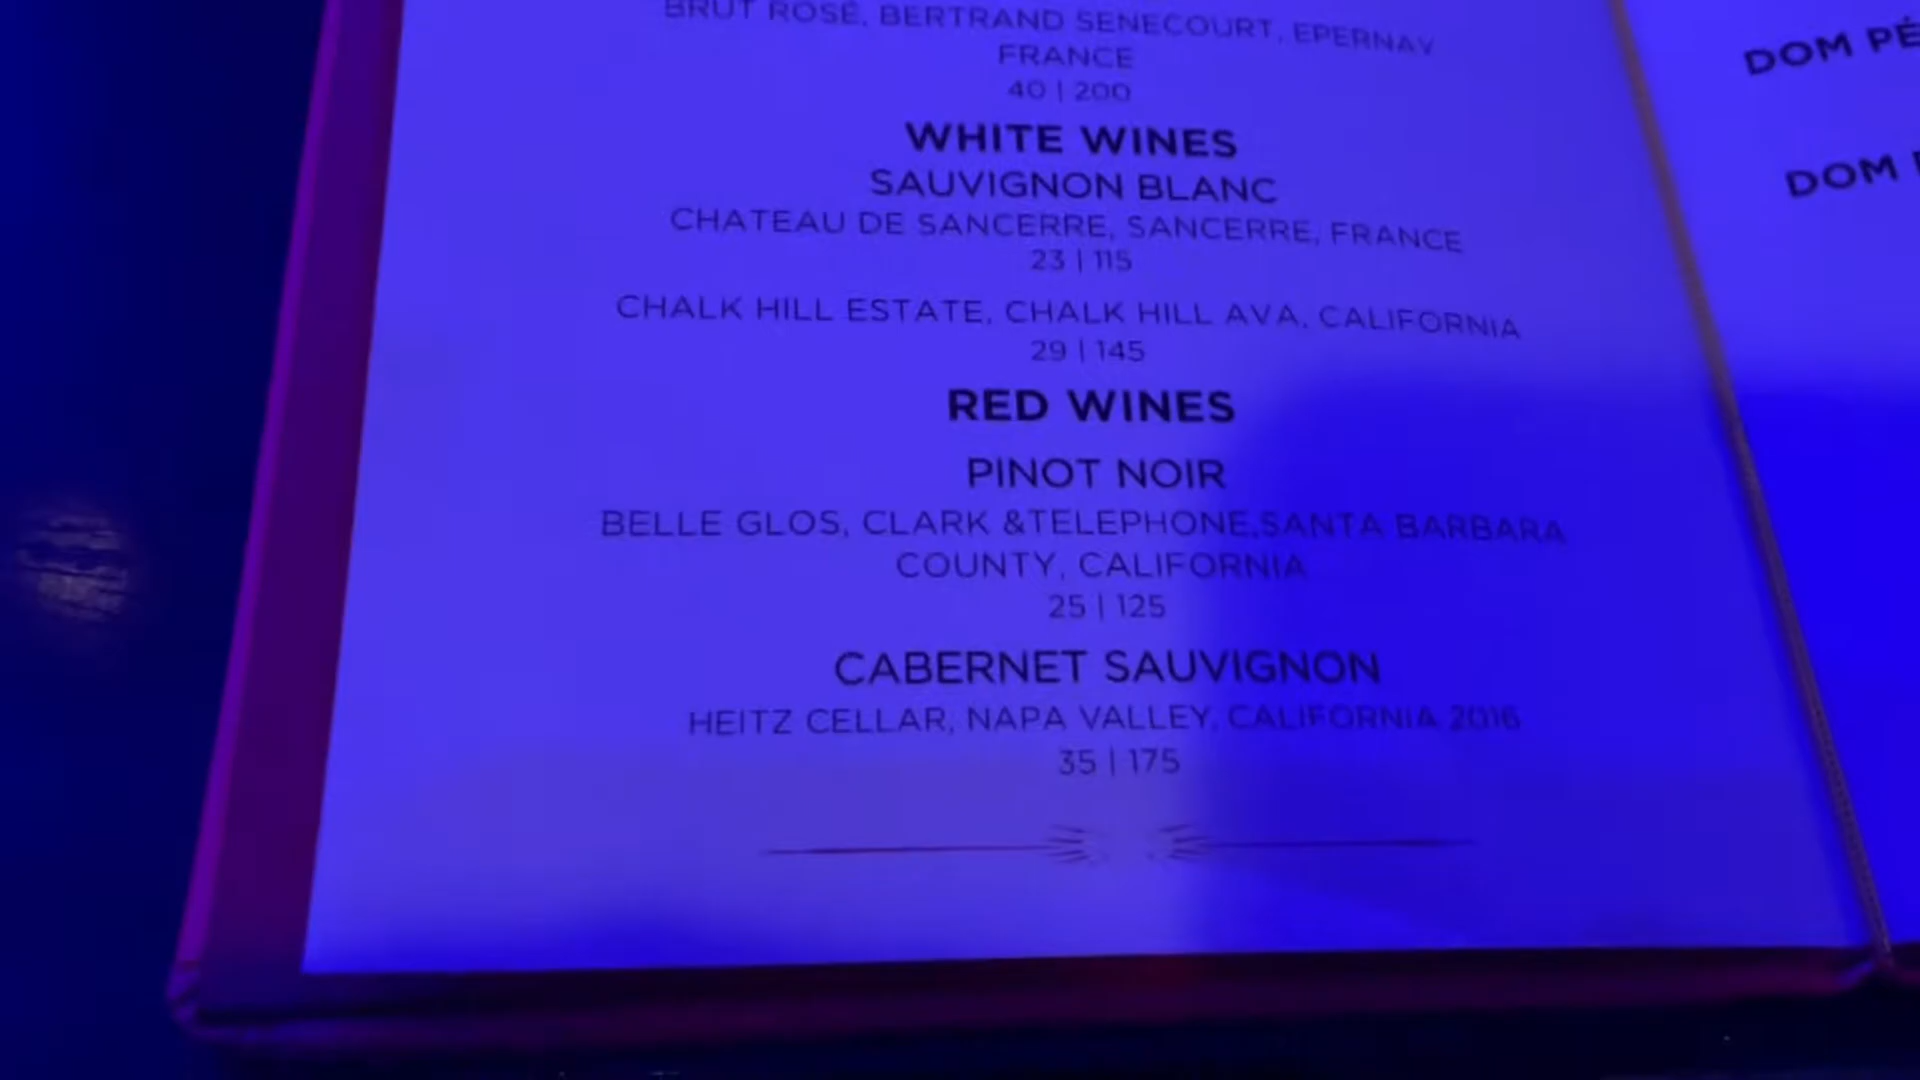 BRUT ROSÉ, BERTRAND SENECOURT, EPERNAY
FRANCE
40 | 200
WHITE WINES
SAUVIGNON BLANC
CHATEAU DE SANCERRE, SANCERRE, FRANCE
23 | 115
CHALK HILL ESTATE, CHALK HILL AVA, CALIFORNIA
29 | 145
RED WINES
PINOT NOIR
BELLE GLOS, CLARK &TELEPHONE,SANTA BARBARA
COUNTY, CALIFORNIA
25 | 125
CABERNET SAUVIGNON
HEITZ CELLAR, NAPA VALLEY, CALIFORNIA 2016
35 | 175
DOM PÉ
DOM